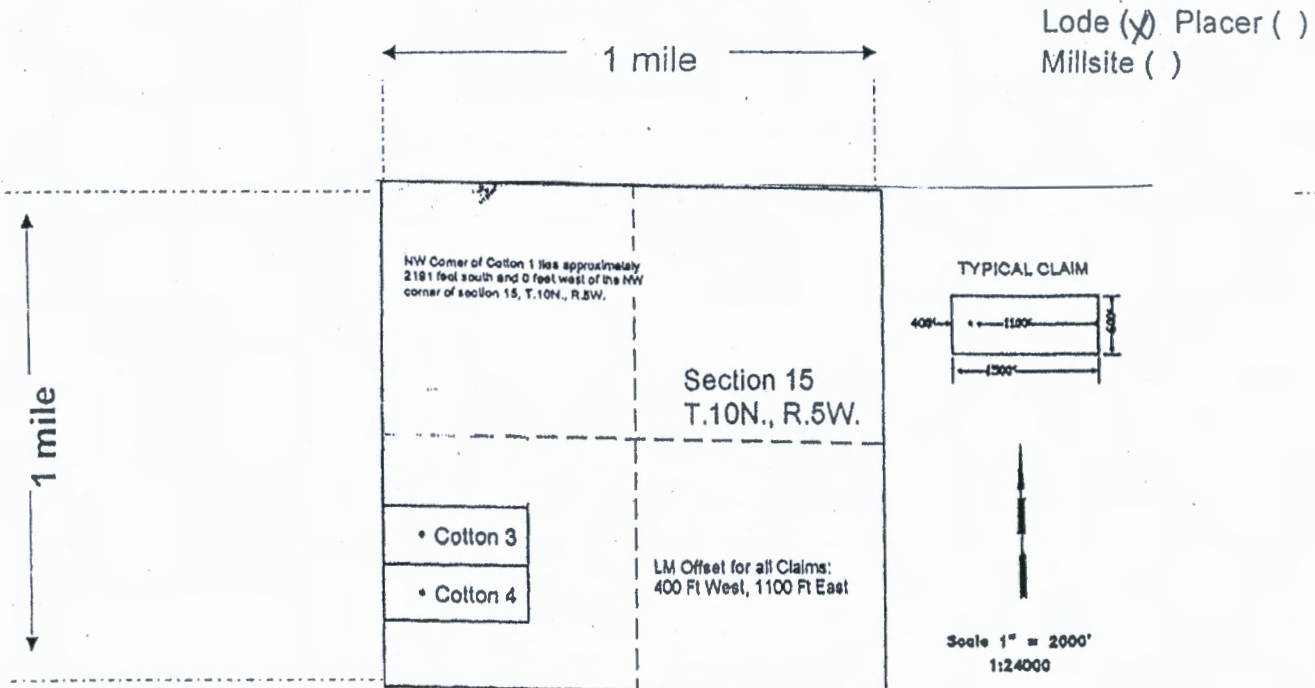 Lode (X) Placer ( )
Millsite ( )
1 mile
1 mile
NW Corner of Cotton 1 lies approximately
2191 feet south and 0 feet west of the NW
corner of section 15, T.10N., R.5W.
TYPICAL CLAIM
400'
1100'
600'
1500'
Section 15
T.10N., R.5W.
• Cotton 3
• Cotton 4
LM Offset for all Claims:
400 Ft West, 1100 Ft East
Scale 1" = 2000'
1:24000